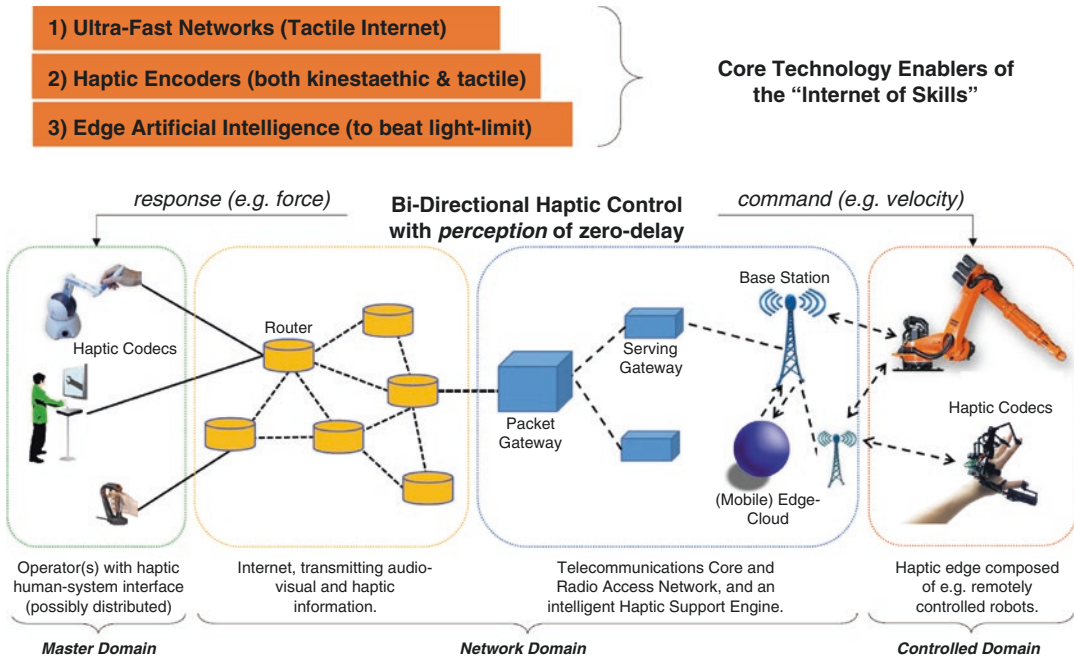 1) Ultra-Fast Networks (Tactile Internet)
2) Haptic Encoders (both kinestaethic & tactile)
3) Edge Artificial Intelligence (to beat light-limit)
Core Technology Enablers of
the “Internet of Skills”
response (e.g. force)
Bi-Directional Haptic Control
with perception of zero-delay
command (e.g. velocity)
Haptic Codecs
Router
Packet
Gateway
Serving
Gateway
Base Station
(Mobile) Edge-
Cloud
Haptic Codecs
Operator(s) with haptic
human-system interface
(possibly distributed)
Internet, transmitting audio-
visual and haptic
information.
Telecommunications Core and
Radio Access Network, and an
intelligent Haptic Support Engine.
Haptic edge composed
of e.g. remotely
controlled robots.
Master Domain
Network Domain
Controlled Domain